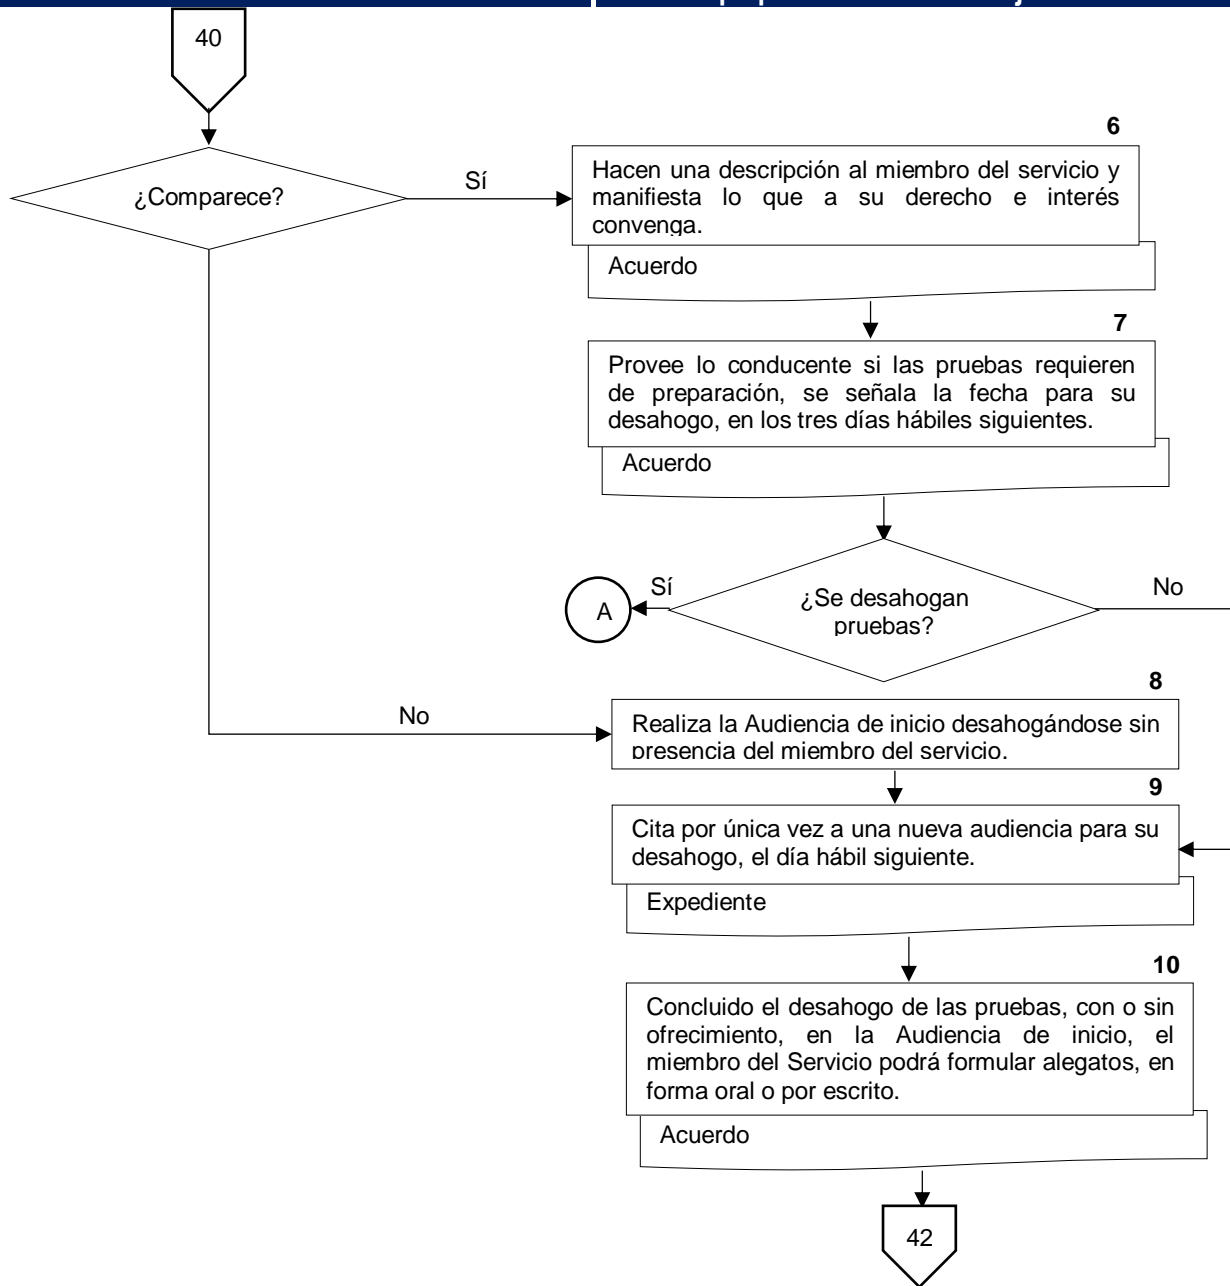 40
¿Comparece?
Sí
6
Hacen una descripción al miembro del servicio y
manifiesta lo que a su derecho e interés
convenga.
Acuerdo
7
Provee lo conducente si las pruebas requieren
de preparación, se señala la fecha para su
desahogo, en los tres días hábiles siguientes.
Acuerdo
A
Sí
¿Se desahogan
pruebas?
No
No
8
Realiza la Audiencia de inicio desahogándose sin
presencia del miembro del servicio.
9
Cita por única vez a una nueva audiencia para su
desahogo, el día hábil siguiente.
Expediente
10
Concluido el desahogo de las pruebas, con o sin
ofrecimiento, en la Audiencia de inicio, el
miembro del Servicio podrá formular alegatos, en
forma oral o por escrito.
Acuerdo
42